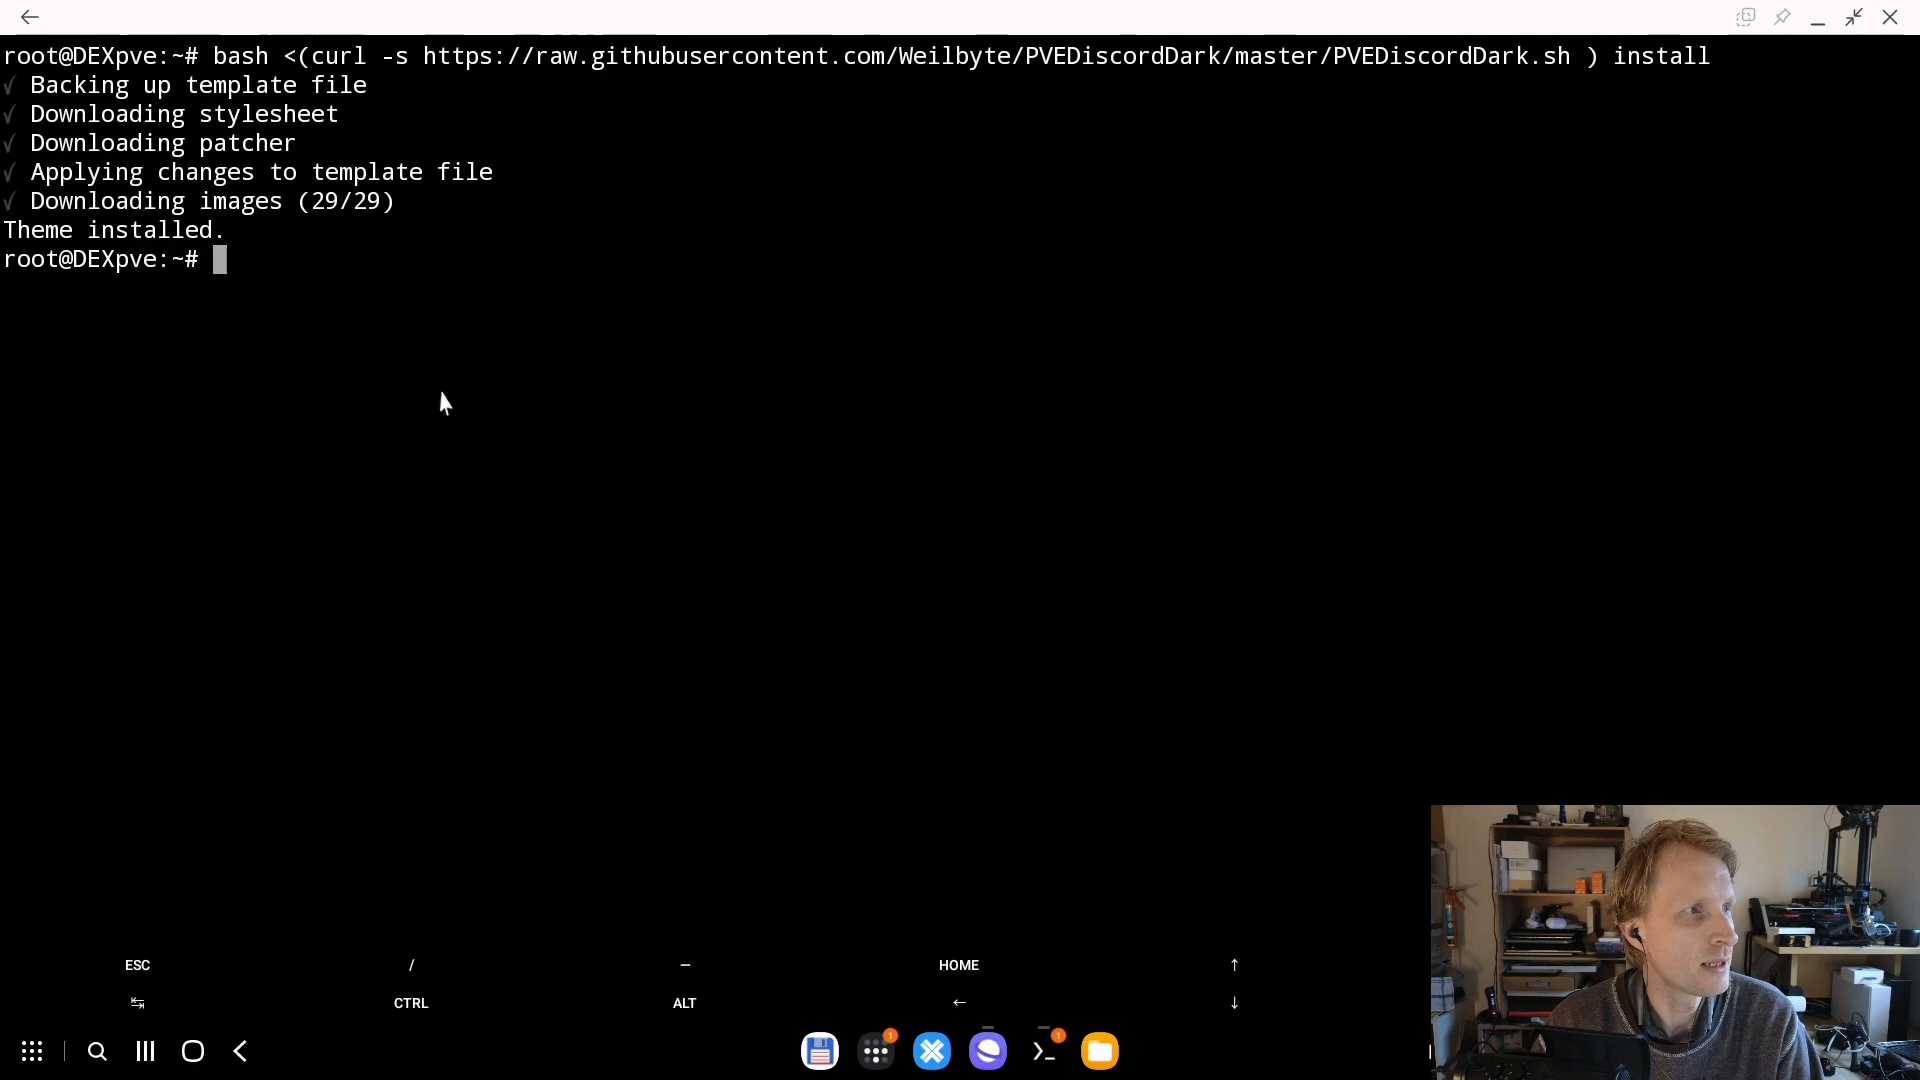 root@DEXpve:~# bash <(curl -s https://raw.githubusercontent.com/Weilbyte/PVEDiscordDark/master/PVEDiscordDark.sh ) install
√ Backing up template file
√ Downloading stylesheet
√ Downloading patcher
√ Applying changes to template file
√ Downloading images (29/29)
Theme installed.
root@DEXpve:~#
ESC / — HOME ↑
↹ CTRL ALT ← ↓
1
1